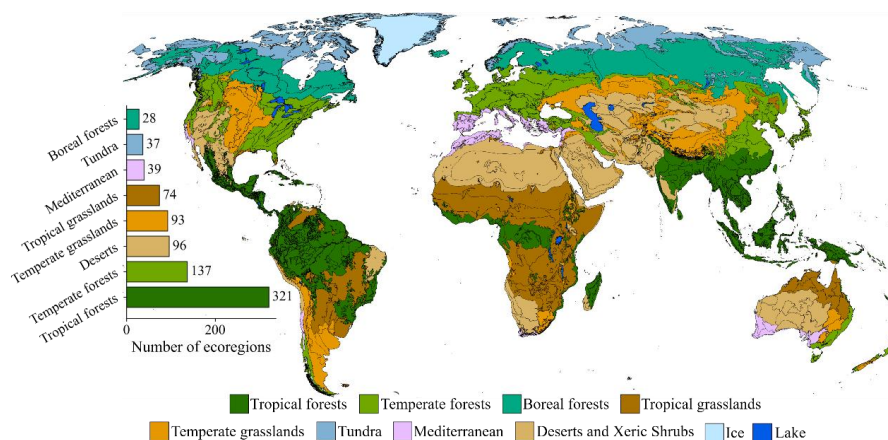 28
Boreal forests
37
Tundra
39
Mediterranean
74
Tropical grasslands
93
Temperate grasslands
96
Deserts
137
Temperate forests
321
Tropical forests
0
200
Number of ecoregions
Tropical forests Temperate forests Boreal forests Tropical grasslands
Temperate grasslands Tundra Mediterranean Deserts and Xeric Shrubs Ice Lake